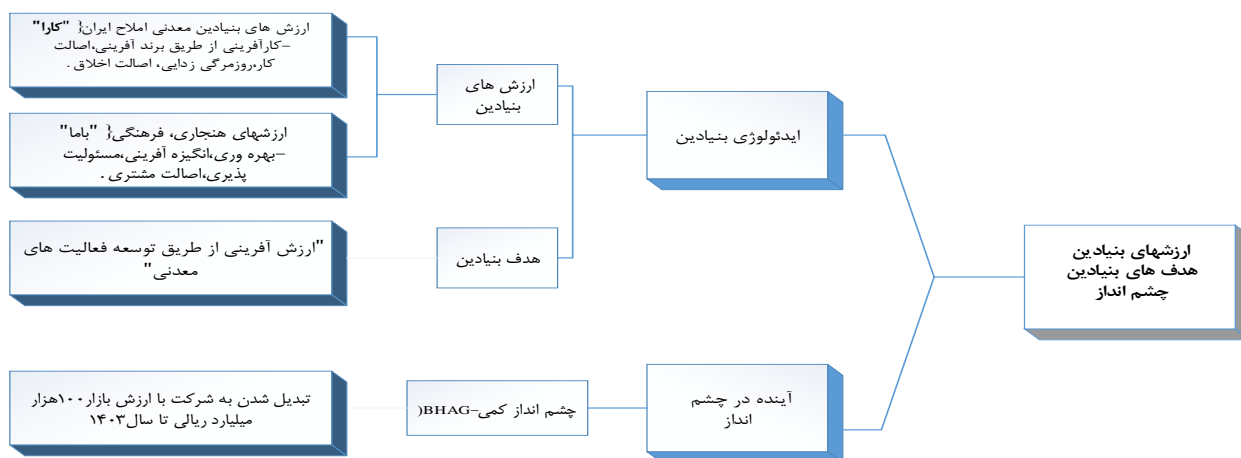 ارزشهای بنیادین
هدف های بنیادین
چشم انداز
ایدئولوژی بنیادین
ارزش های
بنیادین
ارزش های بنیادین معدنی املاح ایران{ "کارا"
–کارآفرینی از طریق برند آفرینی،اصالت
کار،روزمرگی زدایی، اصالت اخلاق .
ارزشهای هنجاری، فرهنگی{ "باما"
–بهره وری،انگیزه آفرینی،مسئولیت
پذیری،اصالت مشتری .
هدف بنیادین
"ارزش آفرینی از طریق توسعه فعالیت های
معدنی"
آینده در چشم
انداز
چشم انداز کمی–BHAG(
تبدیل شدن به شرکت با ارزش بازار۱۰۰هزار
میلیارد ریالی تا سال۱۴۰۳